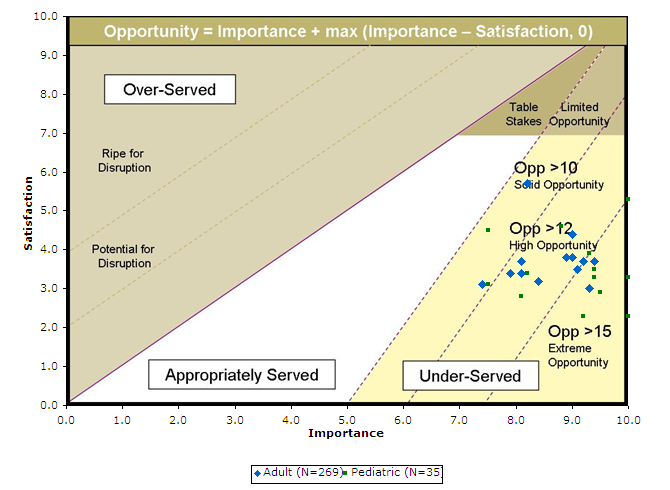 Opportunity = Importance + max (Importance – Satisfaction, 0)
10.0
9.0
8.0
7.0
6.0
5.0
4.0
3.0
2.0
1.0
0.0
Satisfaction
Over-Served
Ripe for
Disruption
Potential for
Disruption
Table
Stakes
Limited
Opportunity
Opp >10
Solid Opportunity
Opp >12
High Opportunity
Opp >15
Extreme
Opportunity
Appropriately Served
Under-Served
0.0 1.0 2.0 3.0 4.0 5.0 6.0 7.0 8.0 9.0 10.0
Importance
Adult (N=269) Pediatric (N=35)